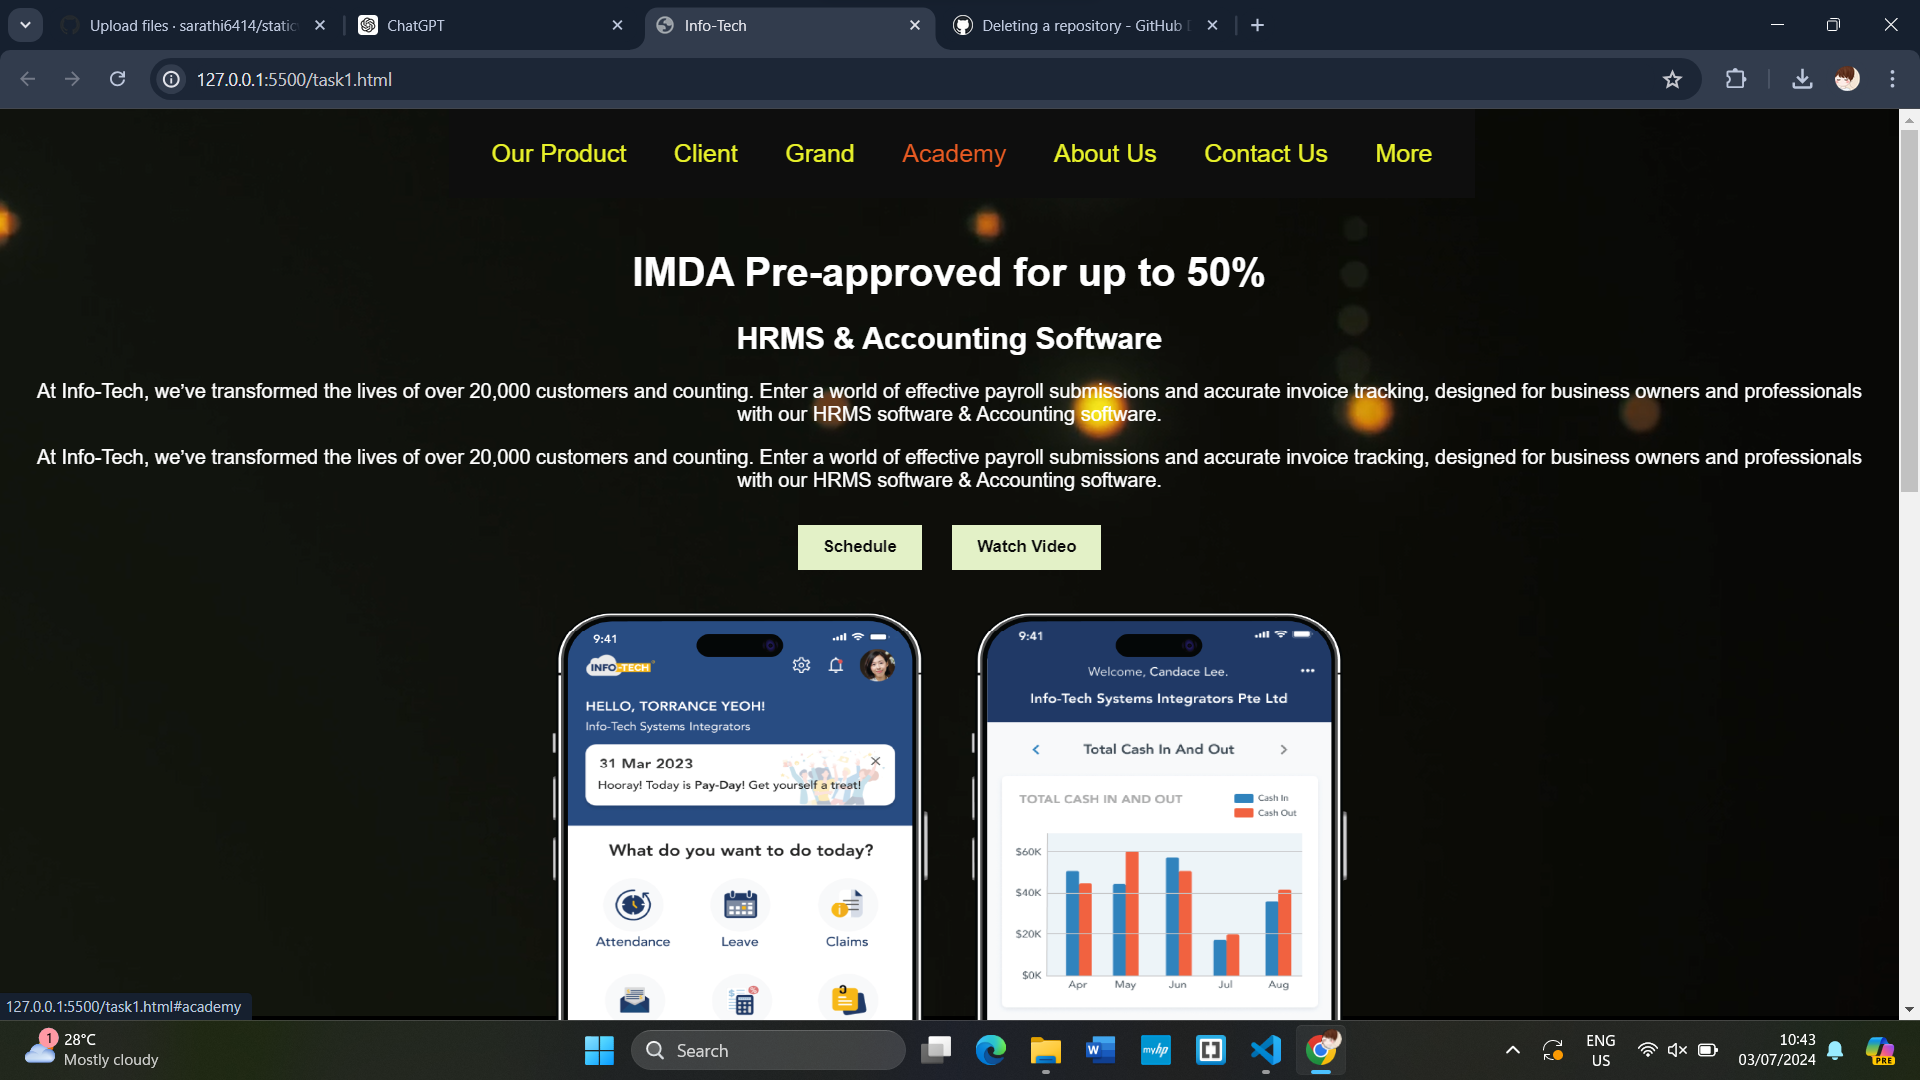 Upload files · sarathi6414/static
ChatGPT
Info-Tech
Deleting a repository - GitHub D
127.0.0.1:5500/task1.html
Our Product Client Grand Academy About Us Contact Us More
IMDA Pre-approved for up to 50%
HRMS & Accounting Software
At Info-Tech, we’ve transformed the lives of over 20,000 customers and counting. Enter a world of effective payroll submissions and accurate invoice tracking, designed for business owners and professionals
with our HRMS software & Accounting software.
At Info-Tech, we’ve transformed the lives of over 20,000 customers and counting. Enter a world of effective payroll submissions and accurate invoice tracking, designed for business owners and professionals
with our HRMS software & Accounting software.
Schedule Watch Video
9:41
INFO-TECH
HELLO, TORRANCE YEOH!
Info-Tech Systems Integrators
31 Mar 2023
Hooray! Today is Pay-Day! Get yourself a treat!
What do you want to do today?
Attendance Leave Claims
9:41
Welcome, Candace Lee.
Info-Tech Systems Integrators Pte Ltd
Total Cash In And Out
TOTAL CASH IN AND OUT
Cash In
Cash Out
$60K
$40K
$20K
$0K
Apr May Jun Jul Aug
127.0.0.1:5500/task1.html#academy
1
28°C
Mostly cloudy
Search
W
myhp
PRE
ENG
US
10:43
03/07/2024